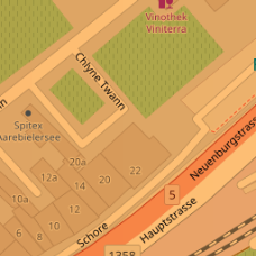 Vinothek
Viniterra
Chlyne Twann
Spitex
Aarebielersee
Neuenburgstrasse
20a
12a
14
20
22
5
10a
12
6
8
10
Schore
Hauptstrasse
1358